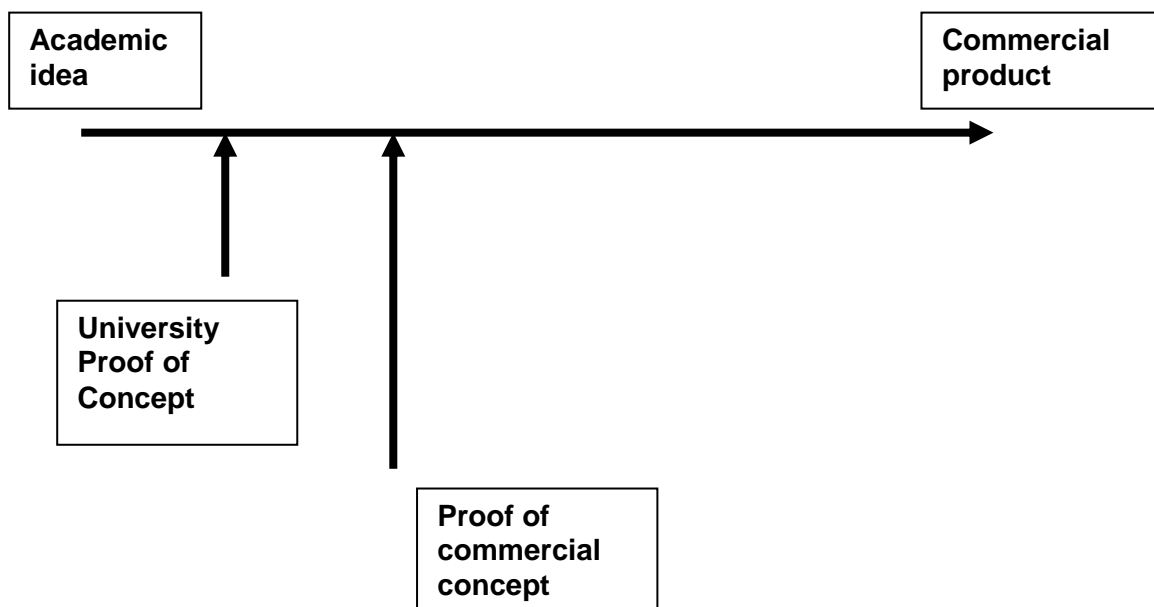 Academic
idea
Commercial
product
University
Proof of
Concept
Proof of
commercial
concept